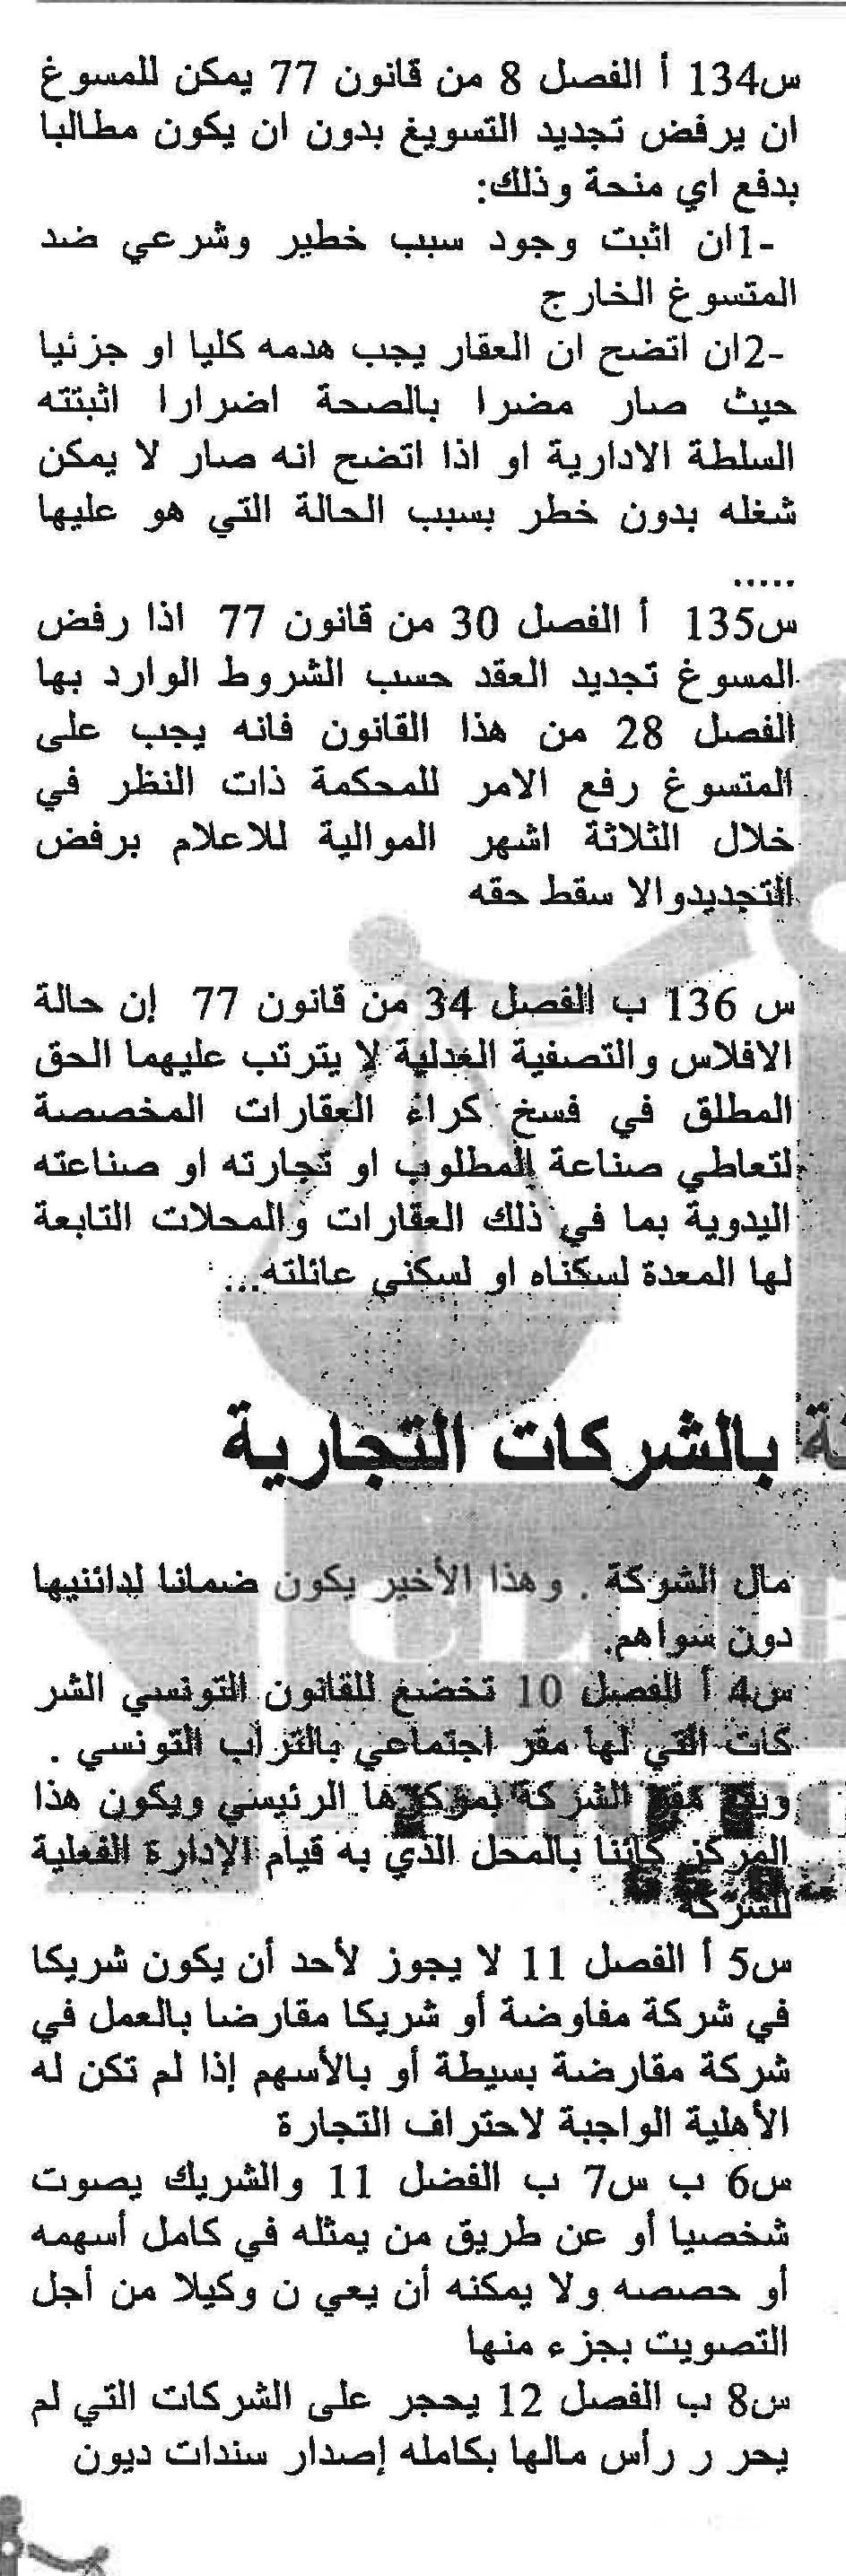 س134 أ الفصل 8 من قانون 77 يمكن للمسوغ
ان يرفض تجديد التسويغ بدون ان يكون مطالبا
بدفع اي منحة وذلك:
-1ان اثبت وجود سبب خطير وشرعي ضد
المتسوغ الخارج
-2ان اتضح ان العقار يجب هدمه كليا او جزئيا
حيث صار مضرا بالصحة اضرارا اثبتته
السلطة الادارية او اذا اتضح انه صار لا يمكن
شغله بدون خطر بسبب الحالة التي هو عليها
.....
س135 أ الفصل 30 من قانون 77 اذا رفض
المسوغ تجديد العقد حسب الشروط الوارد بها
الفصل 28 من هذا القانون فانه يجب على
المتسوغ رفع الامر للمحكمة ذات النظر في
خلال الثلاثة اشهر الموالية للاعلام برفض
التجديدوالا سقط حقه
س 136 ب الفصل 34 من قانون 77 إن حالة
الافلاس والتصفية العدلية لا يترتب عليهما الحق
المطلق في فسخ كراء العقارات المخصصة
لتعاطي صناعة المطلوب او تجارته او صناعته
اليدوية بما في ذلك العقارات والمحلات التابعة
لها المعدة لسكناه او لسكنى عائلته...
بالشركات التجارية
مال الشركة . وهذا الأخير يكون ضمانا لدائنيها
دون سواهم.
س4 أ الفصل 10 تخضع للقانون التونسي الشر
كات التي لها مقر اجتماعي بالتراب التونسي .
مقر الشركة بمركزها الرئيسي ويكون هذا
المركز كائنا بالمحل الذي به قيام الإدارة الفعلية
للشركة
س5 أ الفصل 11 لا يجوز لأحد أن يكون شريكا
في شركة مفاوضة أو شريكا مقارضا بالعمل في
شركة مقارضة بسيطة أو بالأسهم إذا لم تكن له
الأهلية الواجبة لاحتراف التجارة
س6 ب س7 ب الفصل 11 والشريك يصوت
شخصيا أو عن طريق من يمثله في كامل أسهمه
أو حصصه ولا يمكنه أن يعي ن وكيلا من أجل
التصويت بجزء منها
س8 ب الفصل 12 يحجر على الشركات التي لم
يحر ر رأس مالها بكامله إصدار سندات ديون